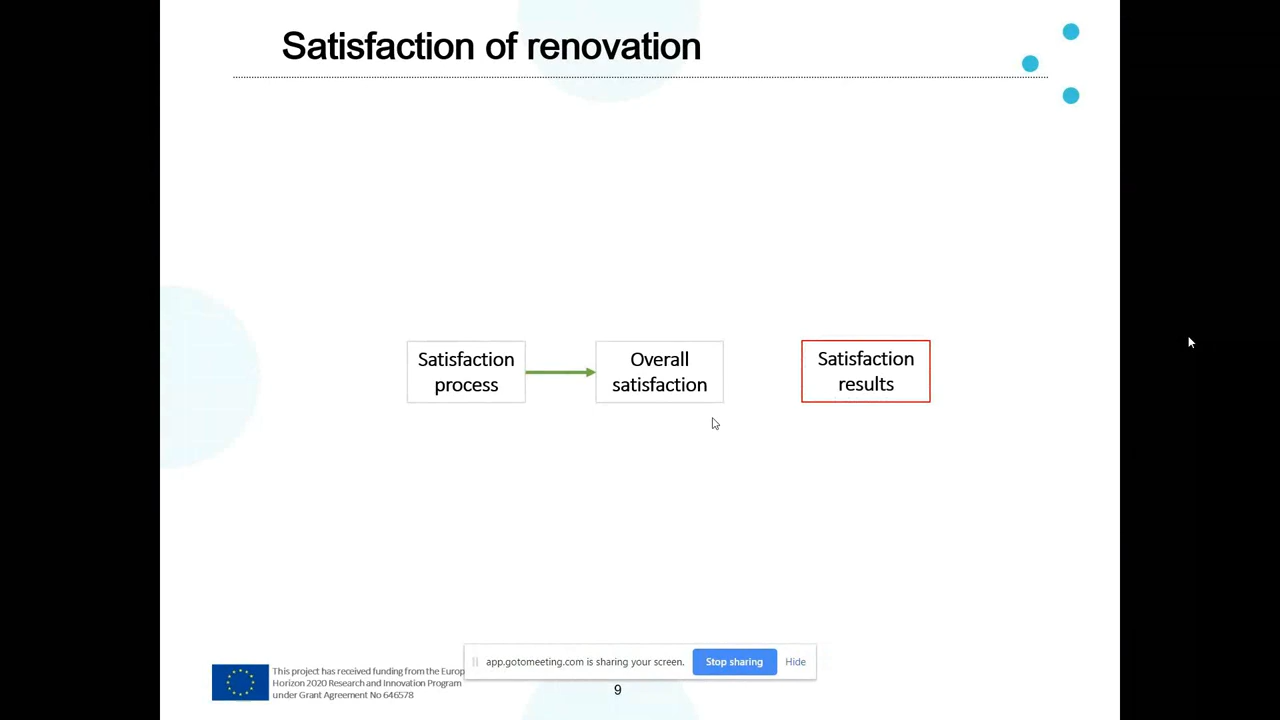 Satisfaction of renovation
Satisfaction
process
Overall
satisfaction
Satisfaction
results
This project has received funding from the
Horizon 2020 Research and Innovation Program
under Grant Agreement No 646578
app.gotomeeting.com is sharing your screen.
Stop sharing
Hide
9